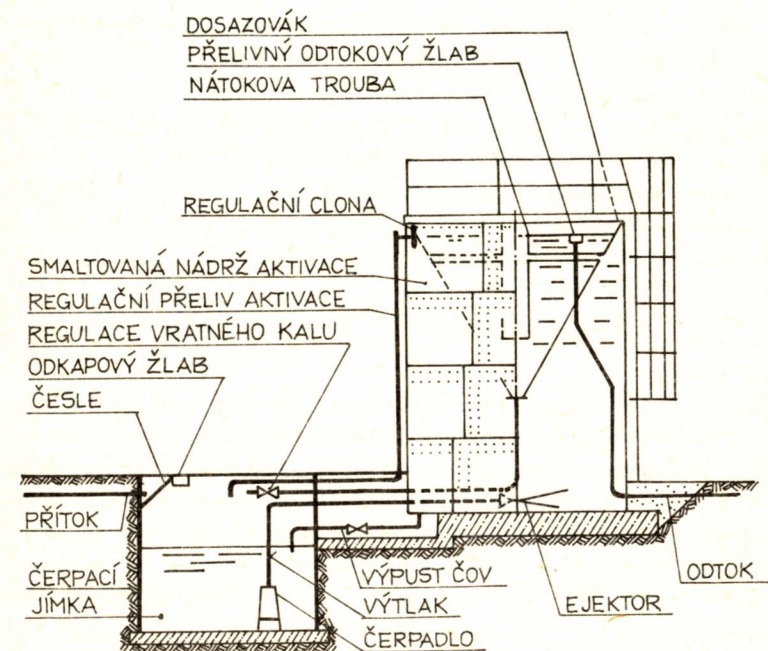 DOSAZOVÁK
PŘELIVNÝ ODTOKOVÝ ŽLAB
NÁTOKOVA TROUBA
REGULAČNÍ CLONA
SMALTOVANÁ NÁDRŽ AKTIVACE
REGULAČNÍ PŘELIV AKTIVACE
REGULACE VRATNÉHO KALU
ODKAPOVÝ ŽLAB
ČESLE
PŘÍTOK
ČERPACÍ
JÍMKA
VÝPUST ČOV
VÝTLAK
ČERPADLO
EJEKTOR
ODTOK